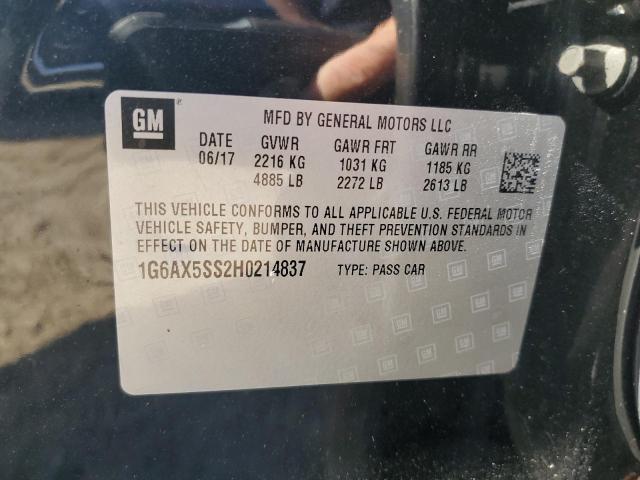 GM
MFD BY GENERAL MOTORS LLC
DATE GVWR GAWR FRT GAWR RR
06/17 2216 KG 1031 KG 1185 KG
4885 LB 2272 LB 2613 LB
THIS VEHICLE CONFORMS TO ALL APPLICABLE U.S. FEDERAL MOTOR
VEHICLE SAFETY, BUMPER, AND THEFT PREVENTION STANDARDS IN
EFFECT ON THE DATE OF MANUFACTURE SHOWN ABOVE.
1G6AX5SS2H0214837 TYPE: PASS CAR